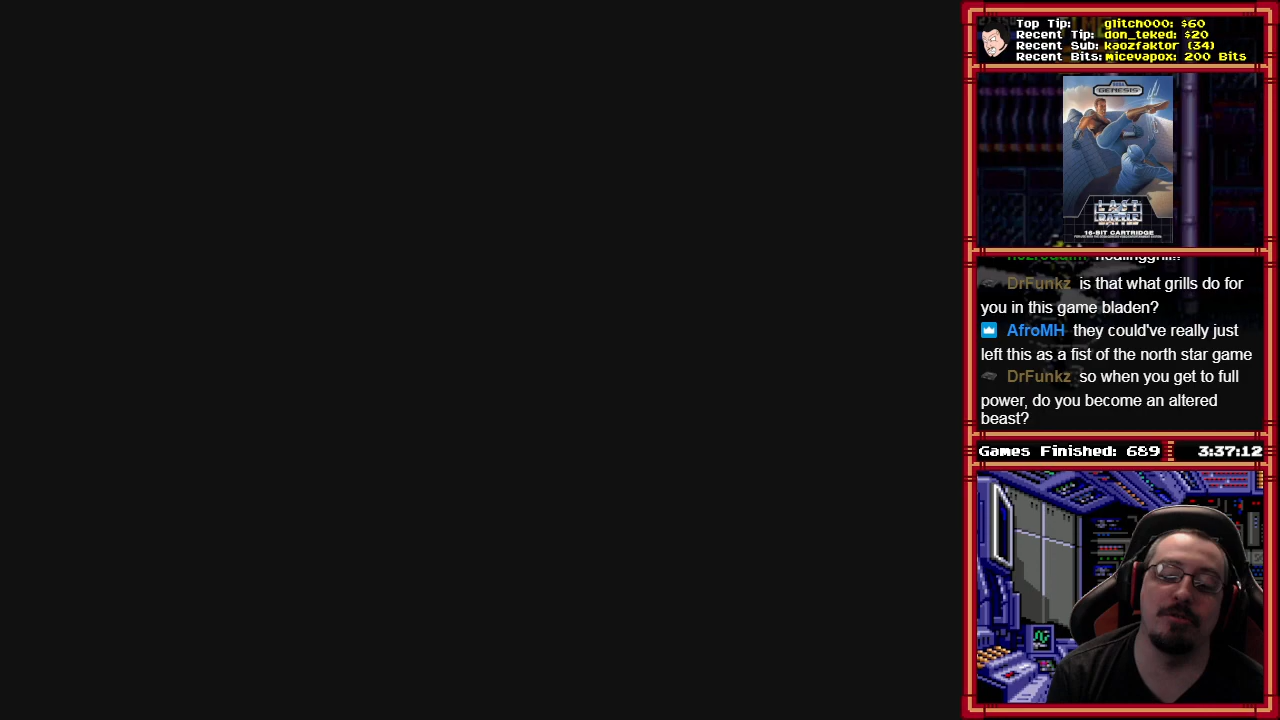 Top Tip: glitch000: $60
Recent Tip: don_teked: $20
Recent Sub: kaozfaktor (34)
Recent Bits: micevapox: 200 Bits
SEGA
GENESIS
LAST
BATTLE
16-BIT CARTRIDGE
DrFunkz is that what grills do for
you in this game bladen?
AfroMH they could've really just
left this as a fist of the north star game
DrFunkz so when you get to full
power, do you become an altered
beast?
Games Finished: 689 3:37:12